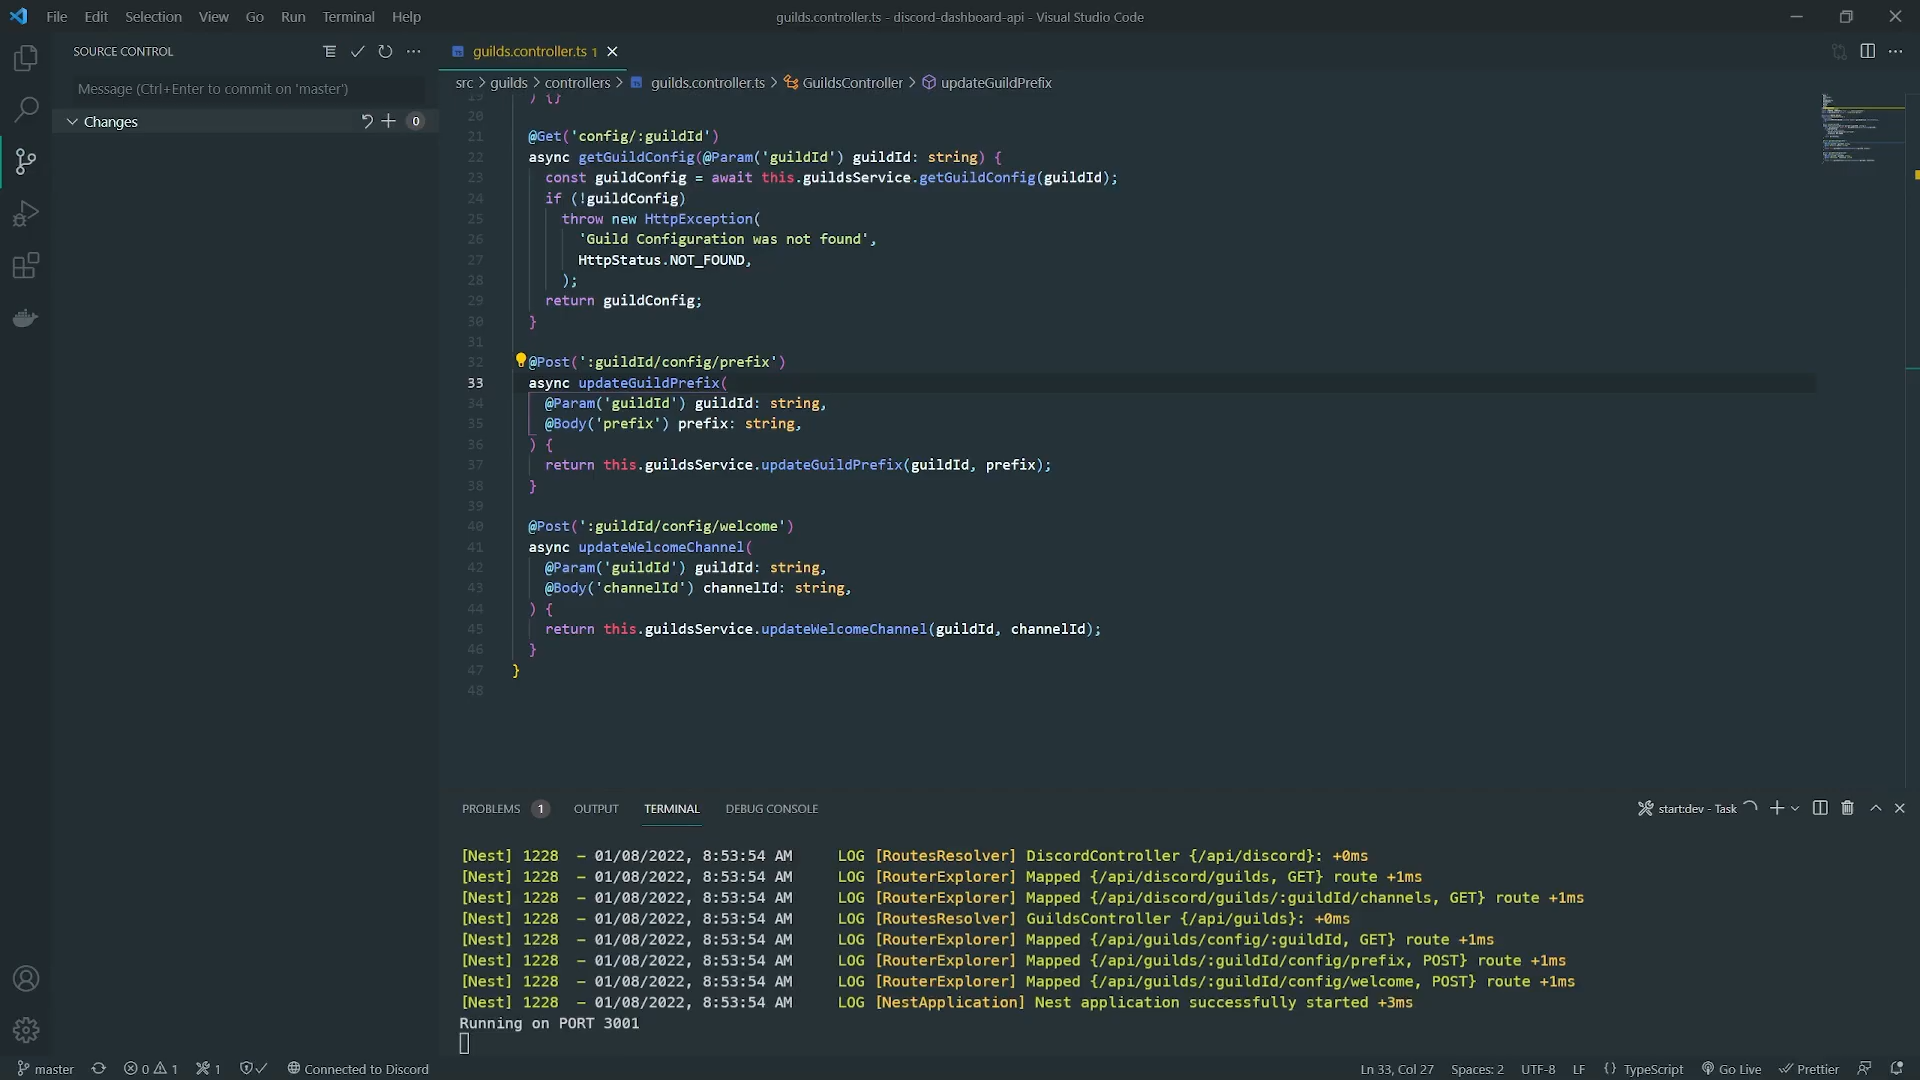 File Edit Selection View Go Run Terminal Help
guilds.controller.ts - discord-dashboard-api - Visual Studio Code
SOURCE CONTROL
Message (Ctrl+Enter to commit on 'master')
Changes 0
guilds.controller.ts 1
src > guilds > controllers > guilds.controller.ts > GuildsController > updateGuildPrefix
19 ) {}
20
21 @Get('config/:guildId')
22 async getGuildConfig(@Param('guildId') guildId: string) {
23 const guildConfig = await this.guildsService.getGuildConfig(guildId);
24 if (!guildConfig)
25 throw new HttpException(
26 'Guild Configuration was not found',
27 HttpStatus.NOT_FOUND,
28 );
29 return guildConfig;
30 }
31
32 @Post(':guildId/config/prefix')
33 async updateGuildPrefix(
34 @Param('guildId') guildId: string,
35 @Body('prefix') prefix: string,
36 ) {
37 return this.guildsService.updateGuildPrefix(guildId, prefix);
38 }
39
40 @Post(':guildId/config/welcome')
41 async updateWelcomeChannel(
42 @Param('guildId') guildId: string,
43 @Body('channelId') channelId: string,
44 ) {
45 return this.guildsService.updateWelcomeChannel(guildId, channelId);
46 }
47 }
48
PROBLEMS 1 OUTPUT TERMINAL DEBUG CONSOLE
start:dev - Task
[Nest] 1228 - 01/08/2022, 8:53:54 AM LOG [RoutesResolver] DiscordController {/api/discord}: +0ms
[Nest] 1228 - 01/08/2022, 8:53:54 AM LOG [RouterExplorer] Mapped {/api/discord/guilds, GET} route +1ms
[Nest] 1228 - 01/08/2022, 8:53:54 AM LOG [RouterExplorer] Mapped {/api/discord/guilds/:guildId/channels, GET} route +1ms
[Nest] 1228 - 01/08/2022, 8:53:54 AM LOG [RoutesResolver] GuildsController {/api/guilds}: +0ms
[Nest] 1228 - 01/08/2022, 8:53:54 AM LOG [RouterExplorer] Mapped {/api/guilds/config/:guildId, GET} route +1ms
[Nest] 1228 - 01/08/2022, 8:53:54 AM LOG [RouterExplorer] Mapped {/api/guilds/:guildId/config/prefix, POST} route +1ms
[Nest] 1228 - 01/08/2022, 8:53:54 AM LOG [RouterExplorer] Mapped {/api/guilds/:guildId/config/welcome, POST} route +1ms
[Nest] 1228 - 01/08/2022, 8:53:54 AM LOG [NestApplication] Nest application successfully started +3ms
Running on PORT 3001
master 0 1 1 Connected to Discord Ln 33, Col 27 Spaces: 2 UTF-8 LF {} TypeScript Go Live Prettier